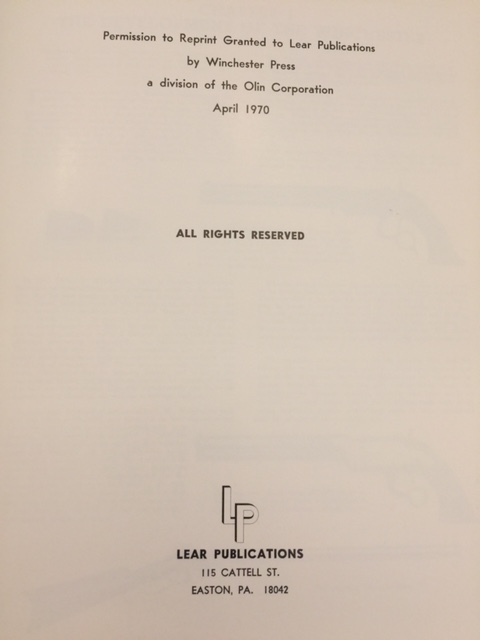 Permission to Reprint Granted to Lear Publications
by Winchester Press
a division of the Olin Corporation
April 1970
ALL RIGHTS RESERVED
LP
LEAR PUBLICATIONS
115 CATTELL ST.
EASTON, PA. 18042